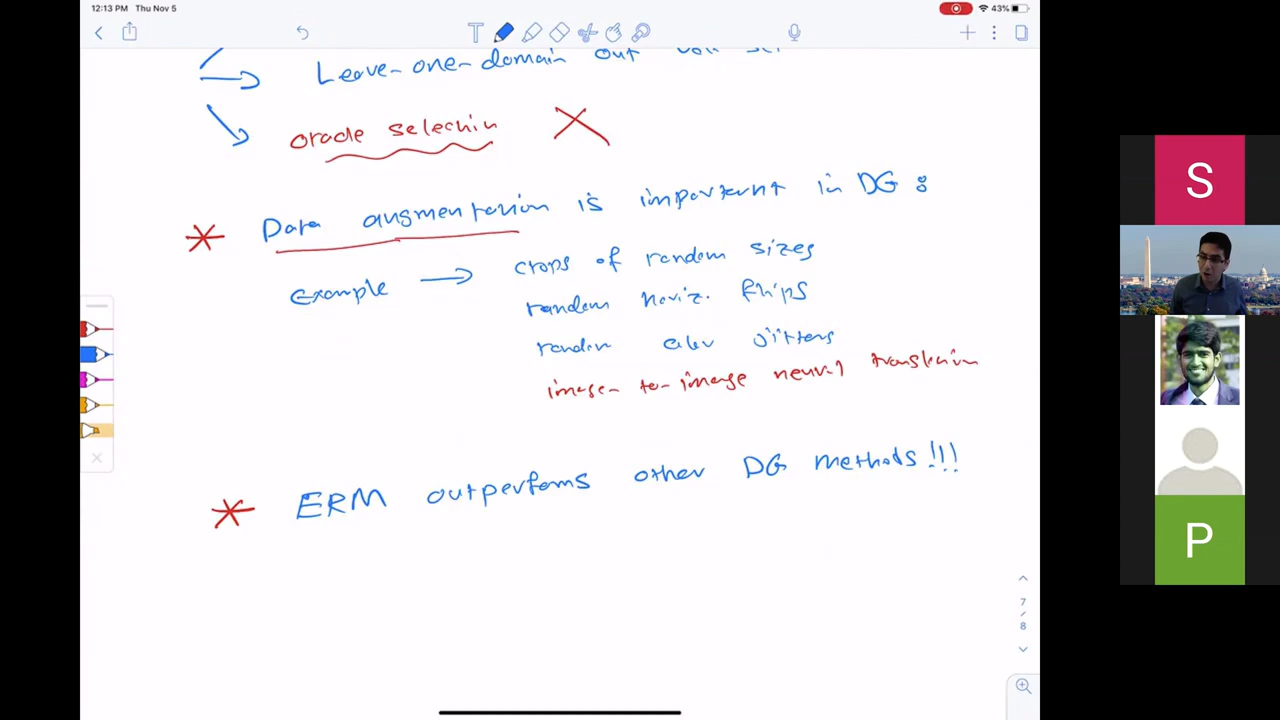 12:13 PM Thu Nov 5
43%
Leave-one-domain out
oracle selection
* Data augmentation is important in DG:
Example → crops of random sizes
random horiz. flips
random color jitters
image-to-image neural translation
* ERM outperforms other DG methods!!!
7
/
8
S
P